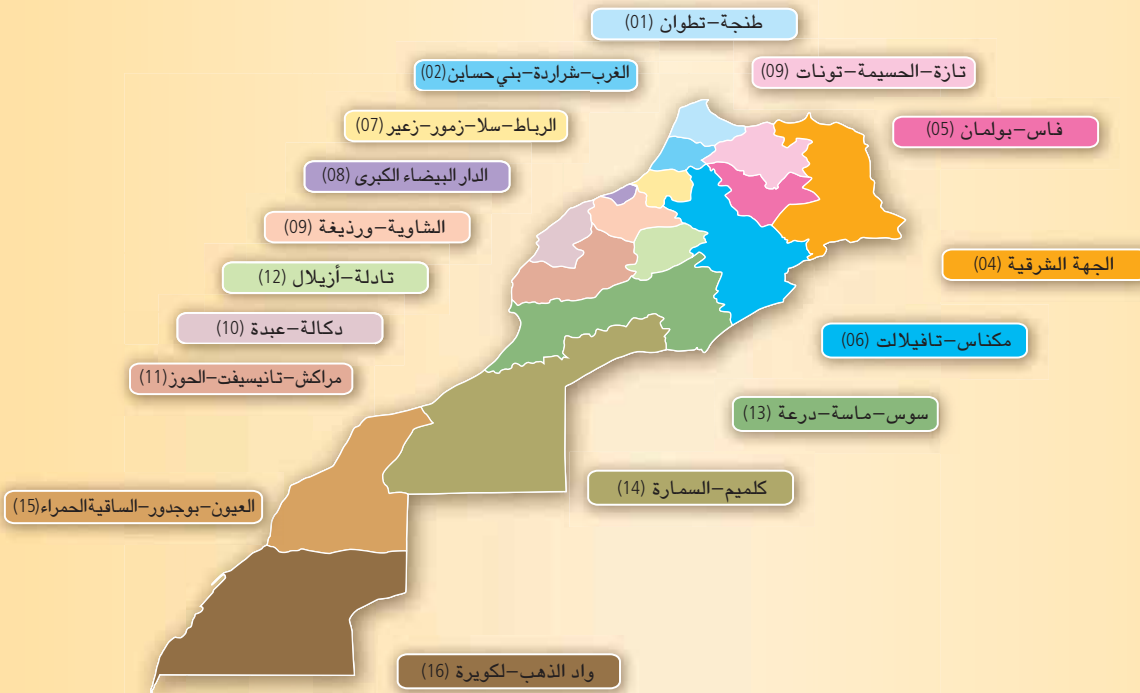 طنجة–تطوان (01)
تازة–الحسيمة–تونات (09)
الغرب–شراردة–بني حساين (02)
فاس–بولمان (05)
الرباط–سلا–زمور–زعير (07)
الدار البيضاء الكبرى (08)
الشاوية–ورذيغة (09)
الجهة الشرقية (04)
تادلة–أزيلال (12)
دكالة–عبدة (10)
مكناس–تافيلالت (06)
مراكش–تانيسيفت–الحوز (11)
سوس–ماسة–درعة (13)
كلميم–السمارة (14)
العيون–بوجدور–الساقية الحمراء (15)
واد الذهب–لكويرة (16)